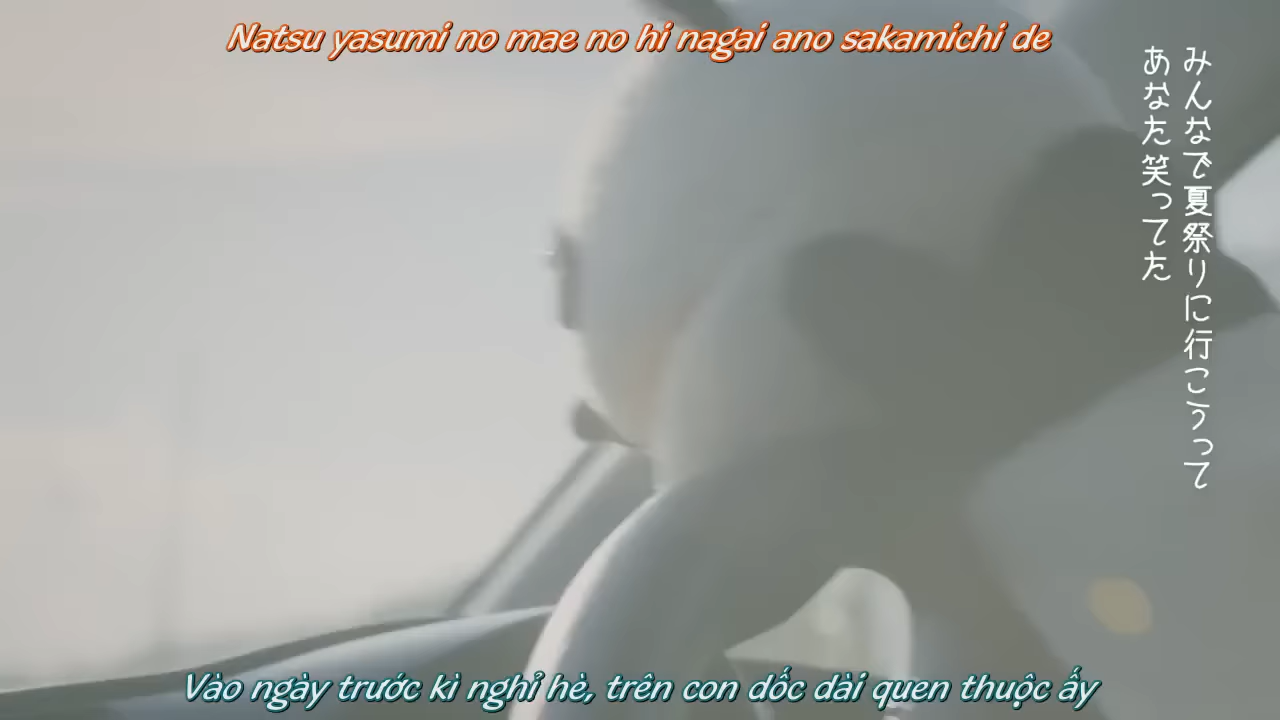 Natsu yasumi no mae no hi nagai ano sakamichi de
みんなで夏祭りに行こうって
あなた笑ってた
Vào ngày trước kì nghỉ hè, trên con dốc dài quen thuộc ấy